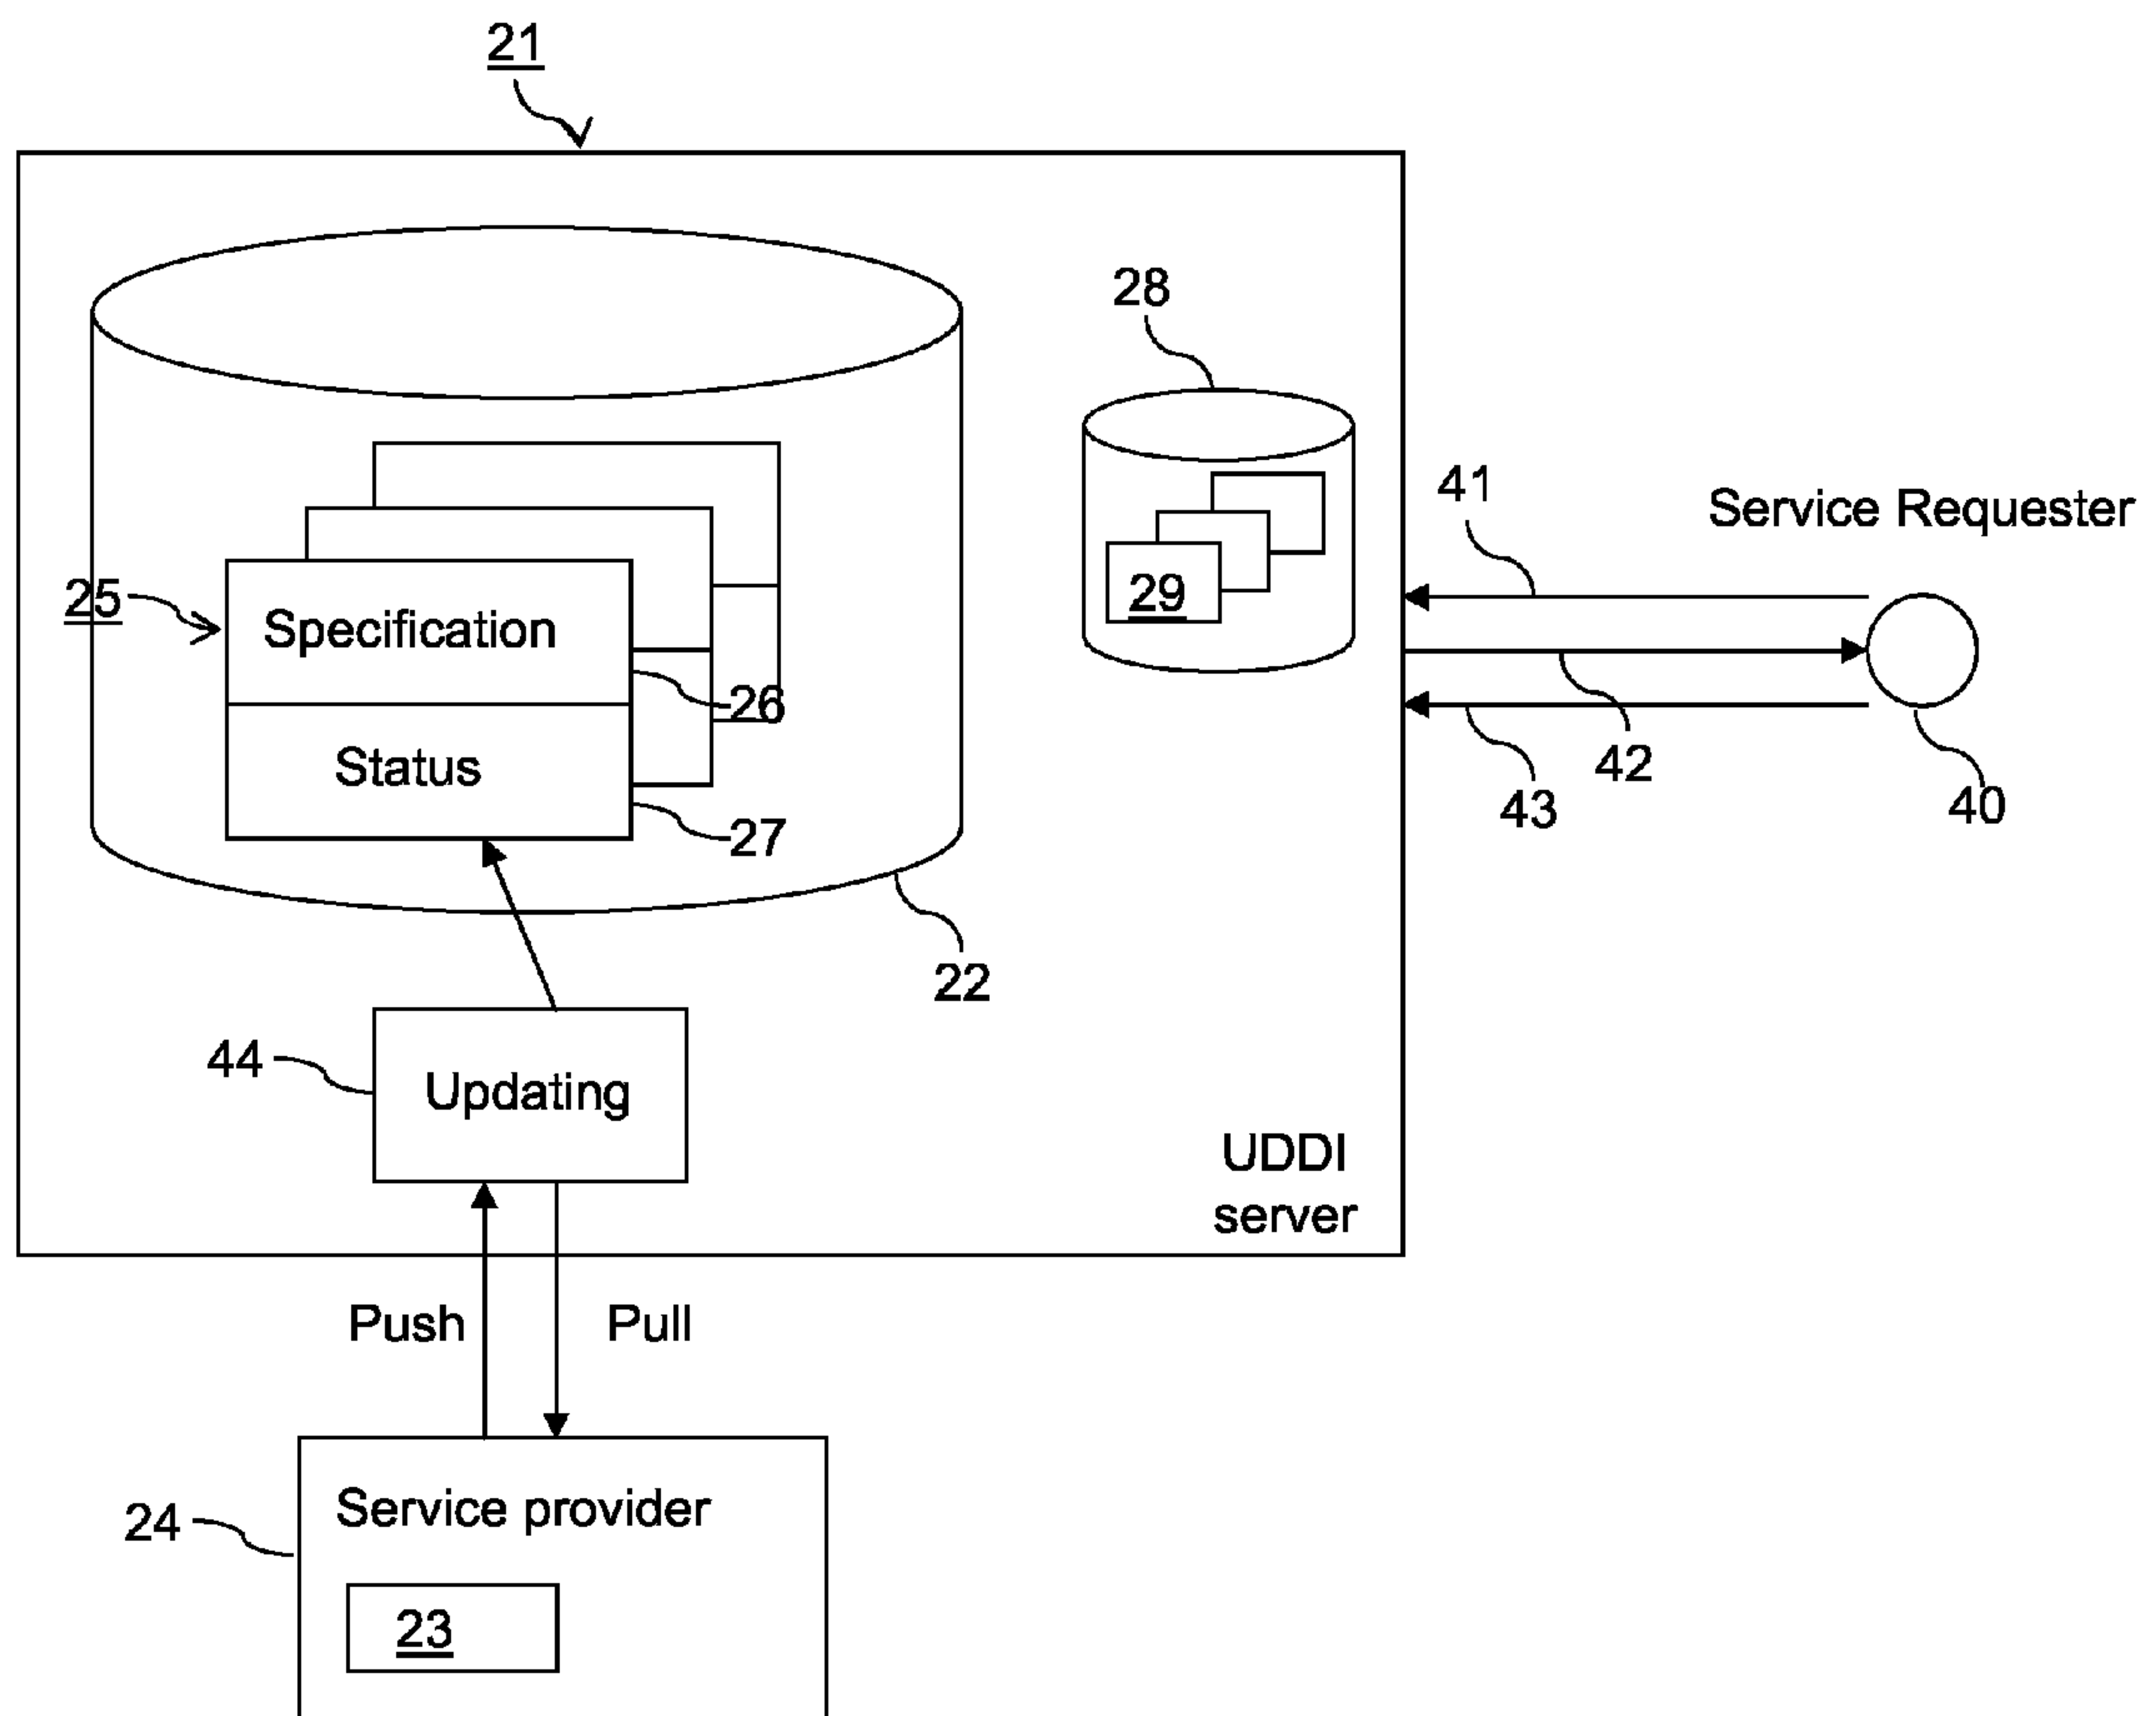 21
28
41
Service Requester
25
Specification
29
26
Status
42
43
40
27
22
44
Updating
UDDI
server
Push
Pull
24
Service provider
23